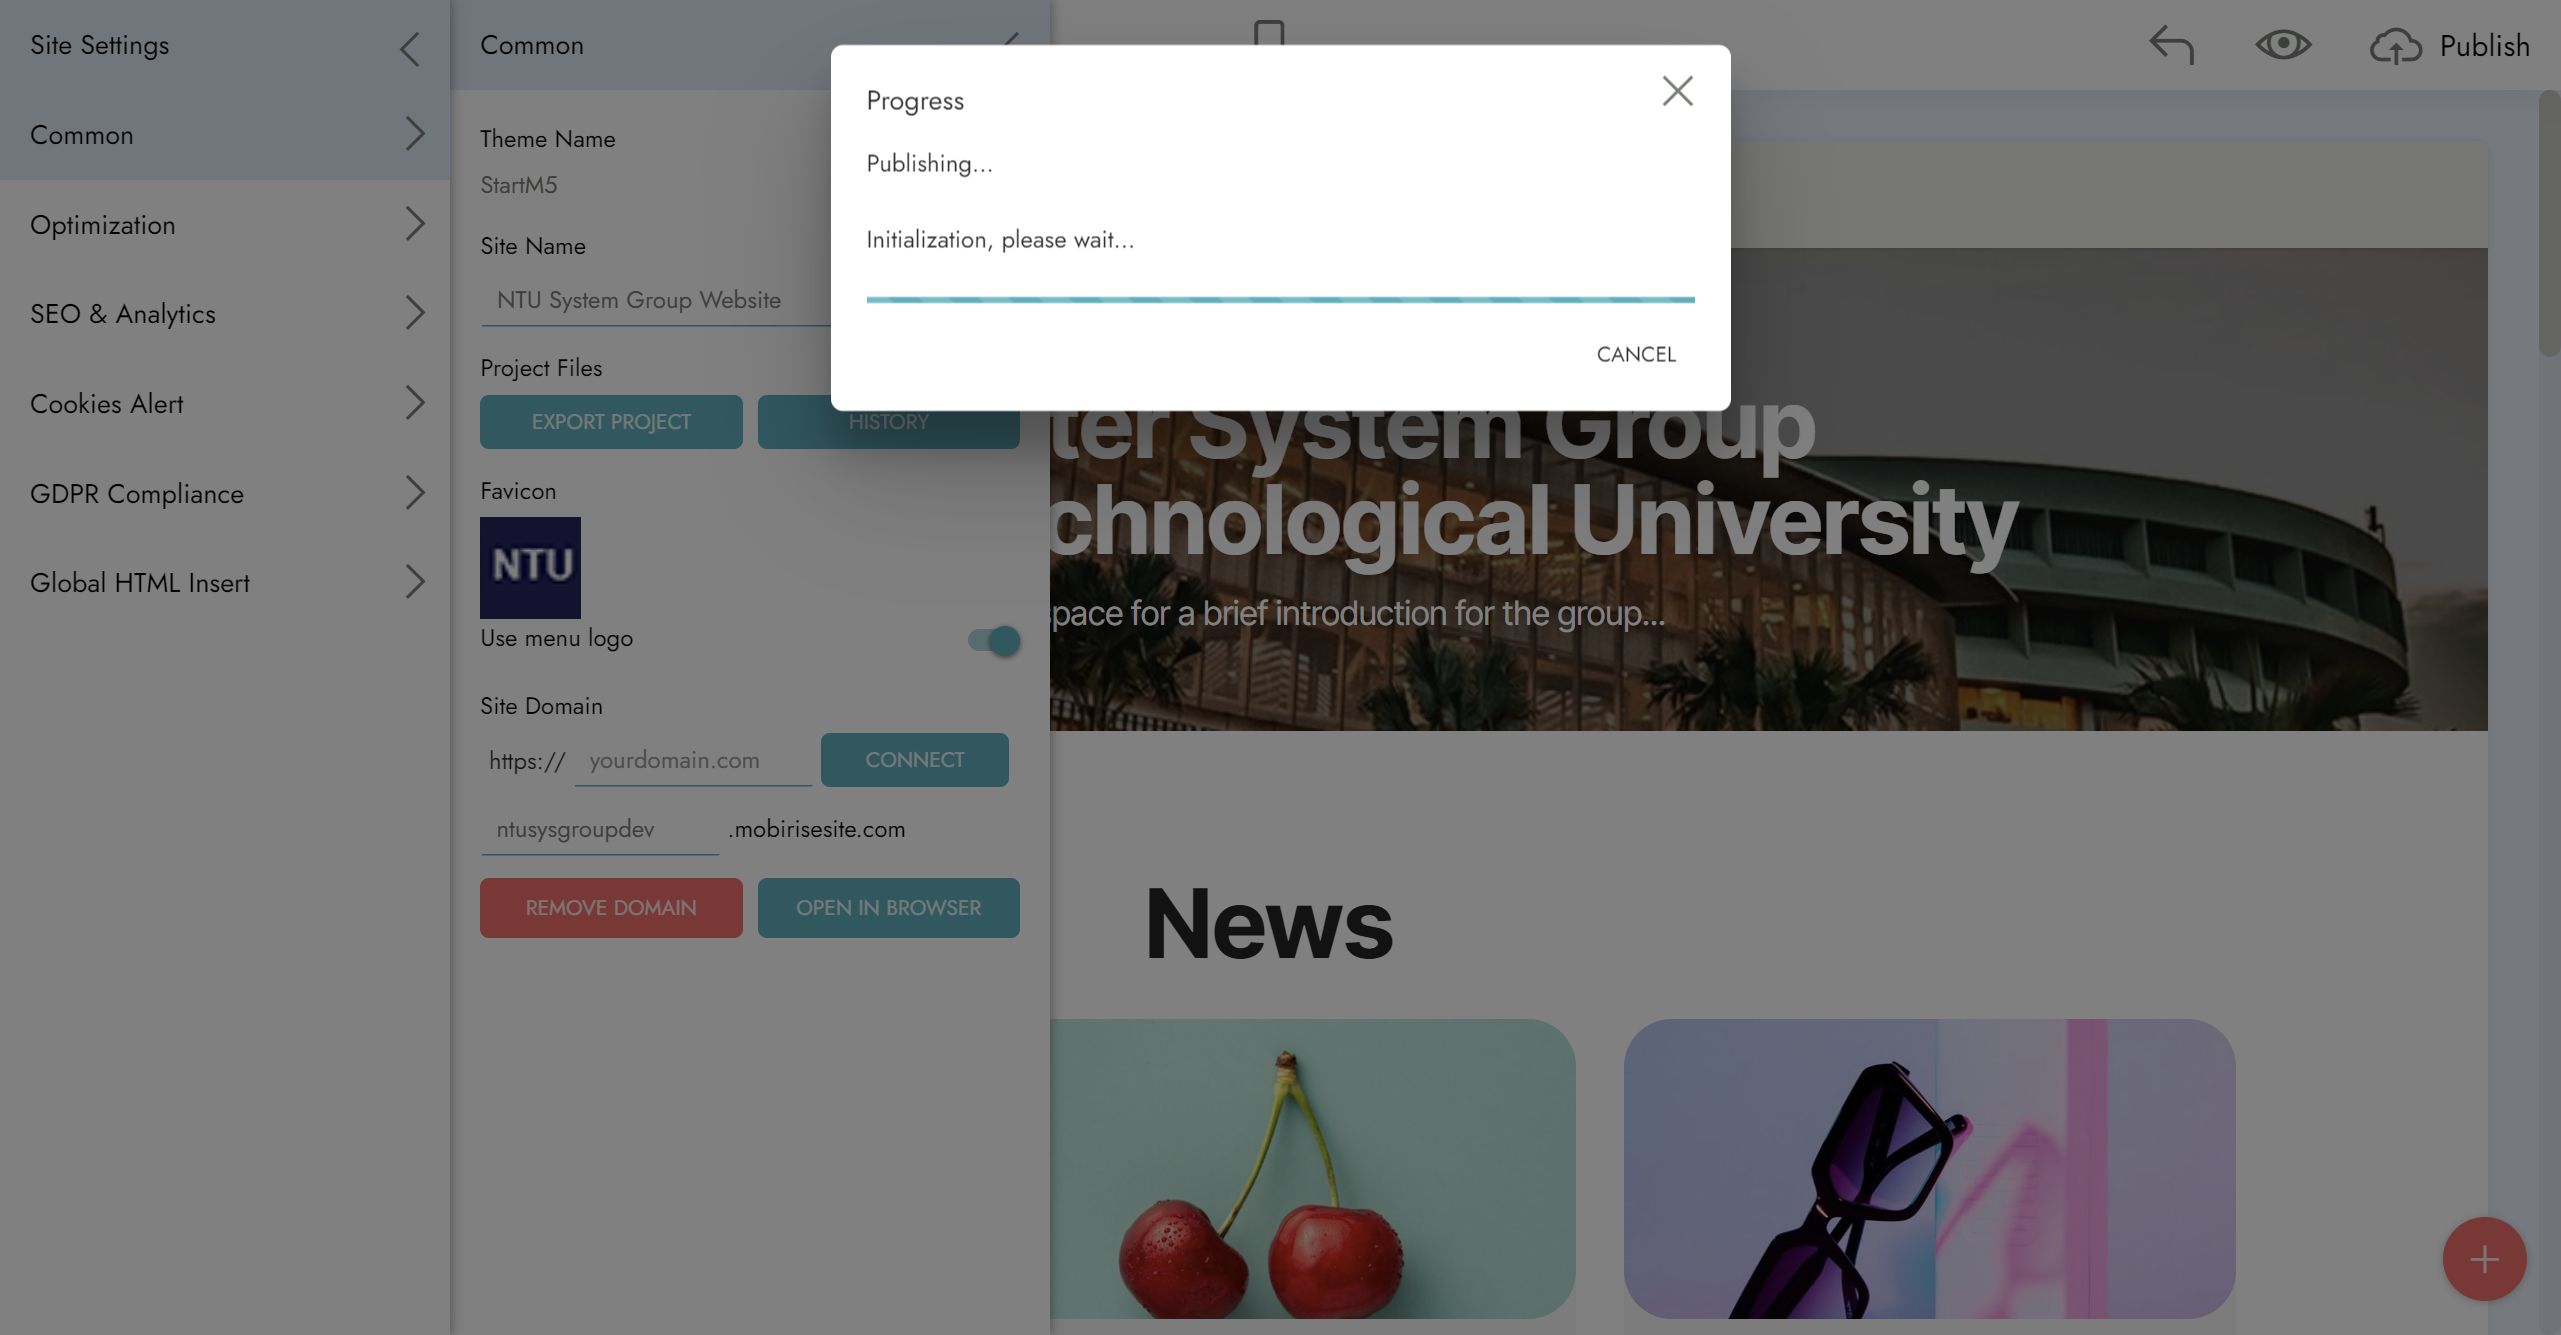 Site Settings
Common
Optimization
SEO & Analytics
Cookies Alert
GDPR Compliance
Global HTML Insert
Common
Theme Name
StartM5
Site Name
NTU System Group Website
Project Files
EXPORT PROJECT
HISTORY
Favicon
NTU
Use menu logo
Site Domain
https://
yourdomain.com
CONNECT
ntusysgroupdev
.mobirisesite.com
REMOVE DOMAIN
OPEN IN BROWSER
Progress
Publishing...
Initialization, please wait...
CANCEL
Publish
ter System Group
chnological University
space for a brief introduction for the group...
News